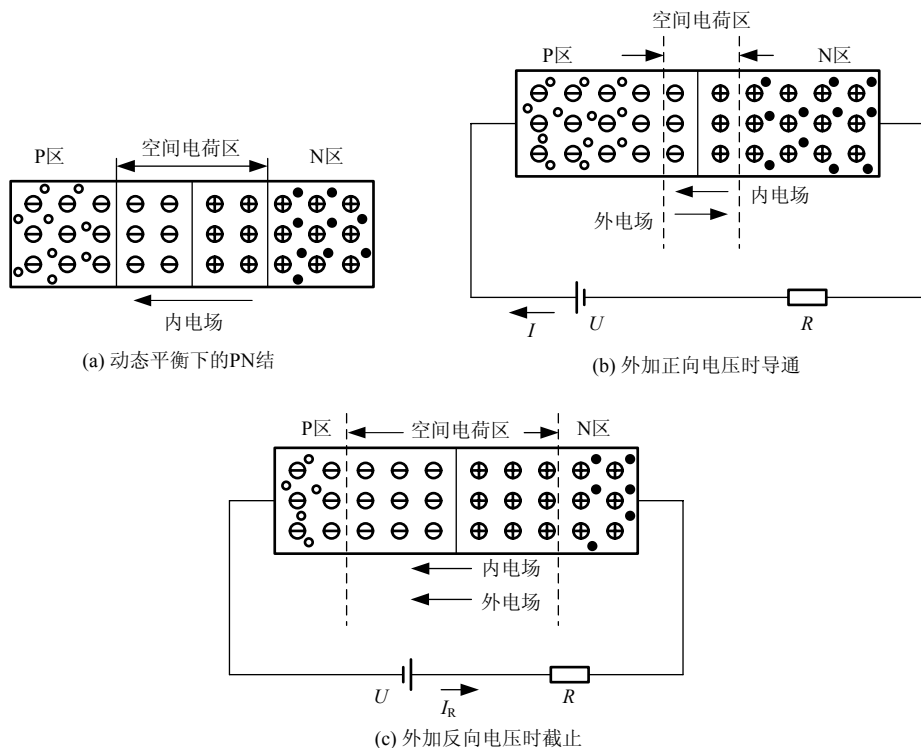 P区
空间电荷区
N区
内电场
(a) 动态平衡下的PN结
空间电荷区
P区
N区
内电场
外电场
I
U
R
(b) 外加正向电压时导通
P区
空间电荷区
N区
内电场
外电场
U
IR
R
(c) 外加反向电压时截止